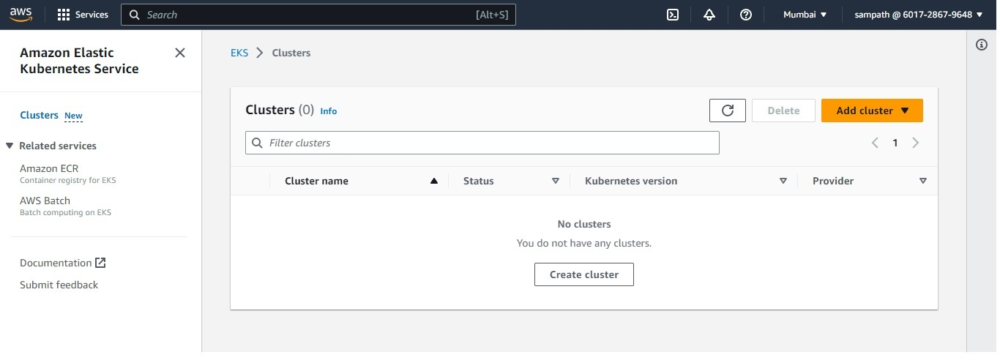 aws
Services
Search
[Alt+S]
Mumbai
sampath @ 6017-2867-9648
Amazon Elastic
Kubernetes Service
Clusters New
Related services
Amazon ECR
Container registry for EKS
AWS Batch
Batch computing on EKS
Documentation
Submit feedback
EKS
Clusters
Clusters (0) Info
Delete
Add cluster
Filter clusters
1
Cluster name
Status
Kubernetes version
Provider
No clusters
You do not have any clusters.
Create cluster